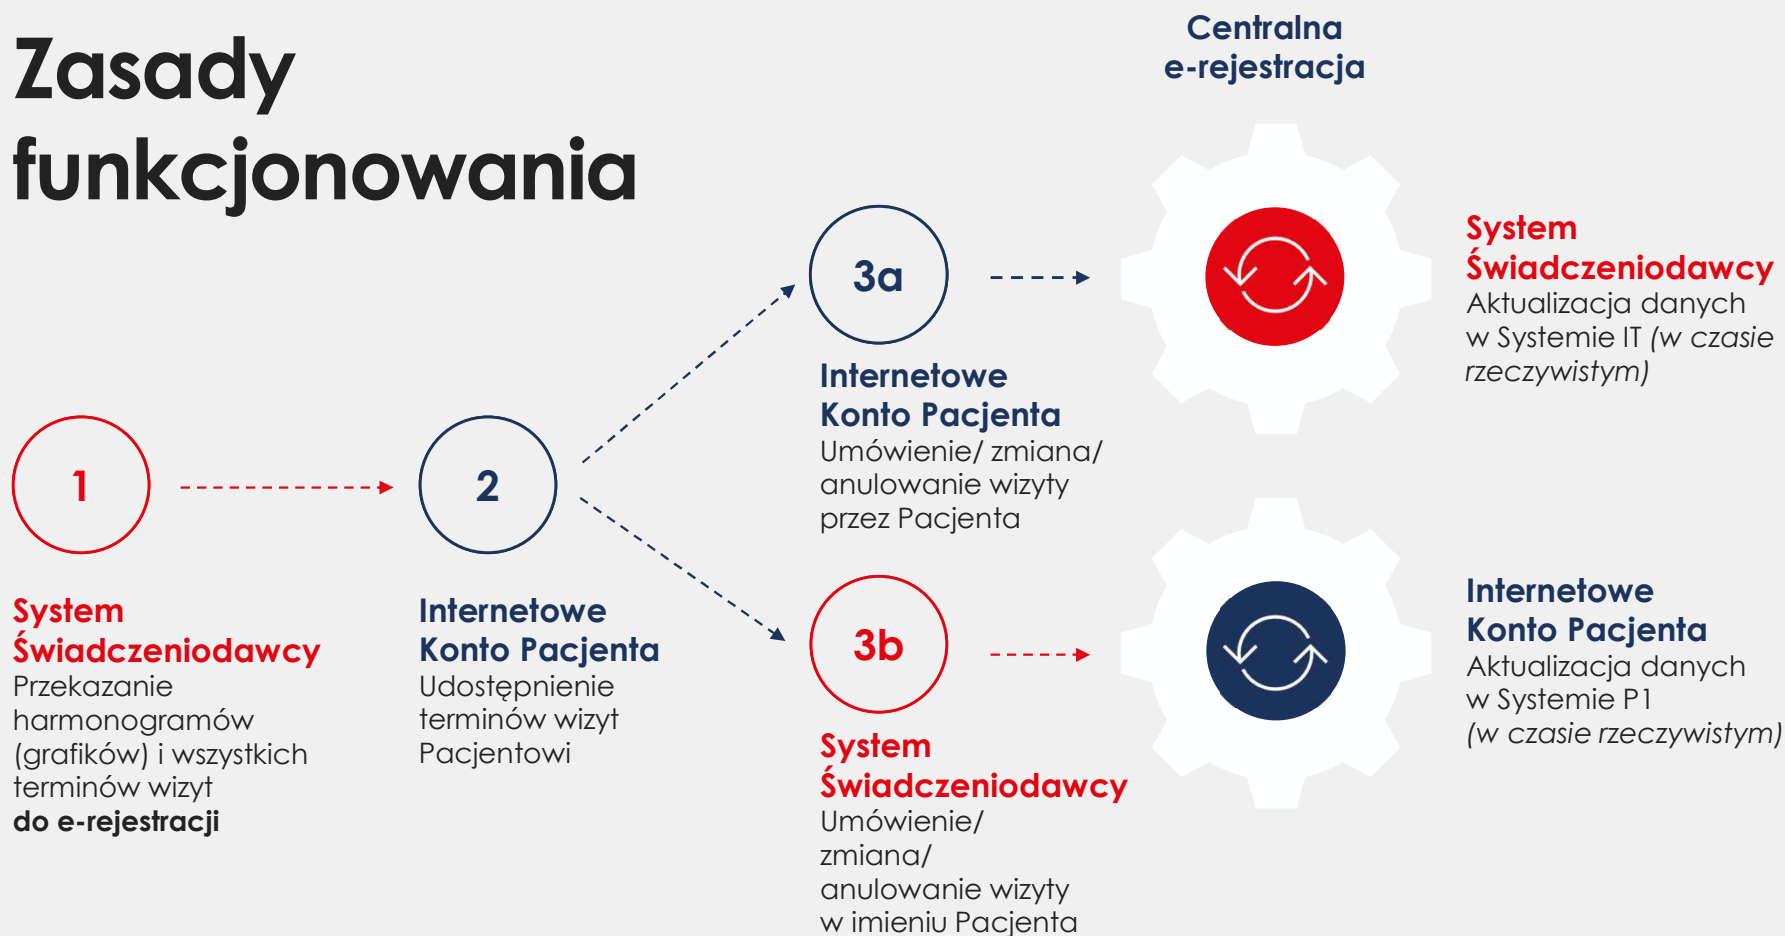 Zasady
funkcjonowania
1
System
Świadczeniodawcy
Przekazanie
harmonogramów
(grafików) i wszystkich
terminów wizyt
do e-rejestracji
2
Internetowe
Konto Pacjenta
Udostępnienie
terminów wizyt
Pacjentowi
3a
Internetowe
Konto Pacjenta
Umówienie/ zmiana/
anulowanie wizyty
przez Pacjenta
3b
System
Świadczeniodawcy
Umówienie/
zmiana/
anulowanie wizyty
w imieniu Pacjenta
Centralna
e-rejestracja
System
Świadczeniodawcy
Aktualizacja danych
w Systemie IT (w czasie
rzeczywistym)
Internetowe
Konto Pacjenta
Aktualizacja danych
w Systemie P1
(w czasie rzeczywistym)